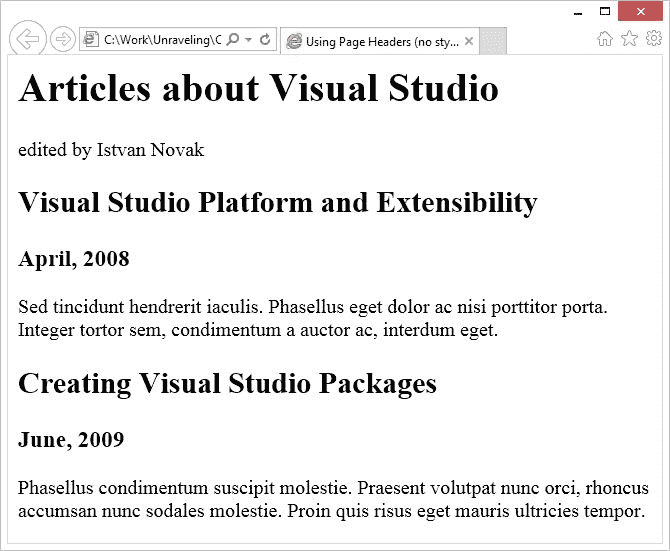 C:\Work\Unraveling\C
Using Page Headers (no sty...
Articles about Visual Studio
edited by Istvan Novak
Visual Studio Platform and Extensibility
April, 2008
Sed tincidunt hendrerit iaculis. Phasellus eget dolor ac nisi porttitor porta.
Integer tortor sem, condimentum a auctor ac, interdum eget.
Creating Visual Studio Packages
June, 2009
Phasellus condimentum suscipit molestie. Praesent volutpat nunc orci, rhoncus
accumsan nunc sodales molestie. Proin quis risus eget mauris ultricies tempor.